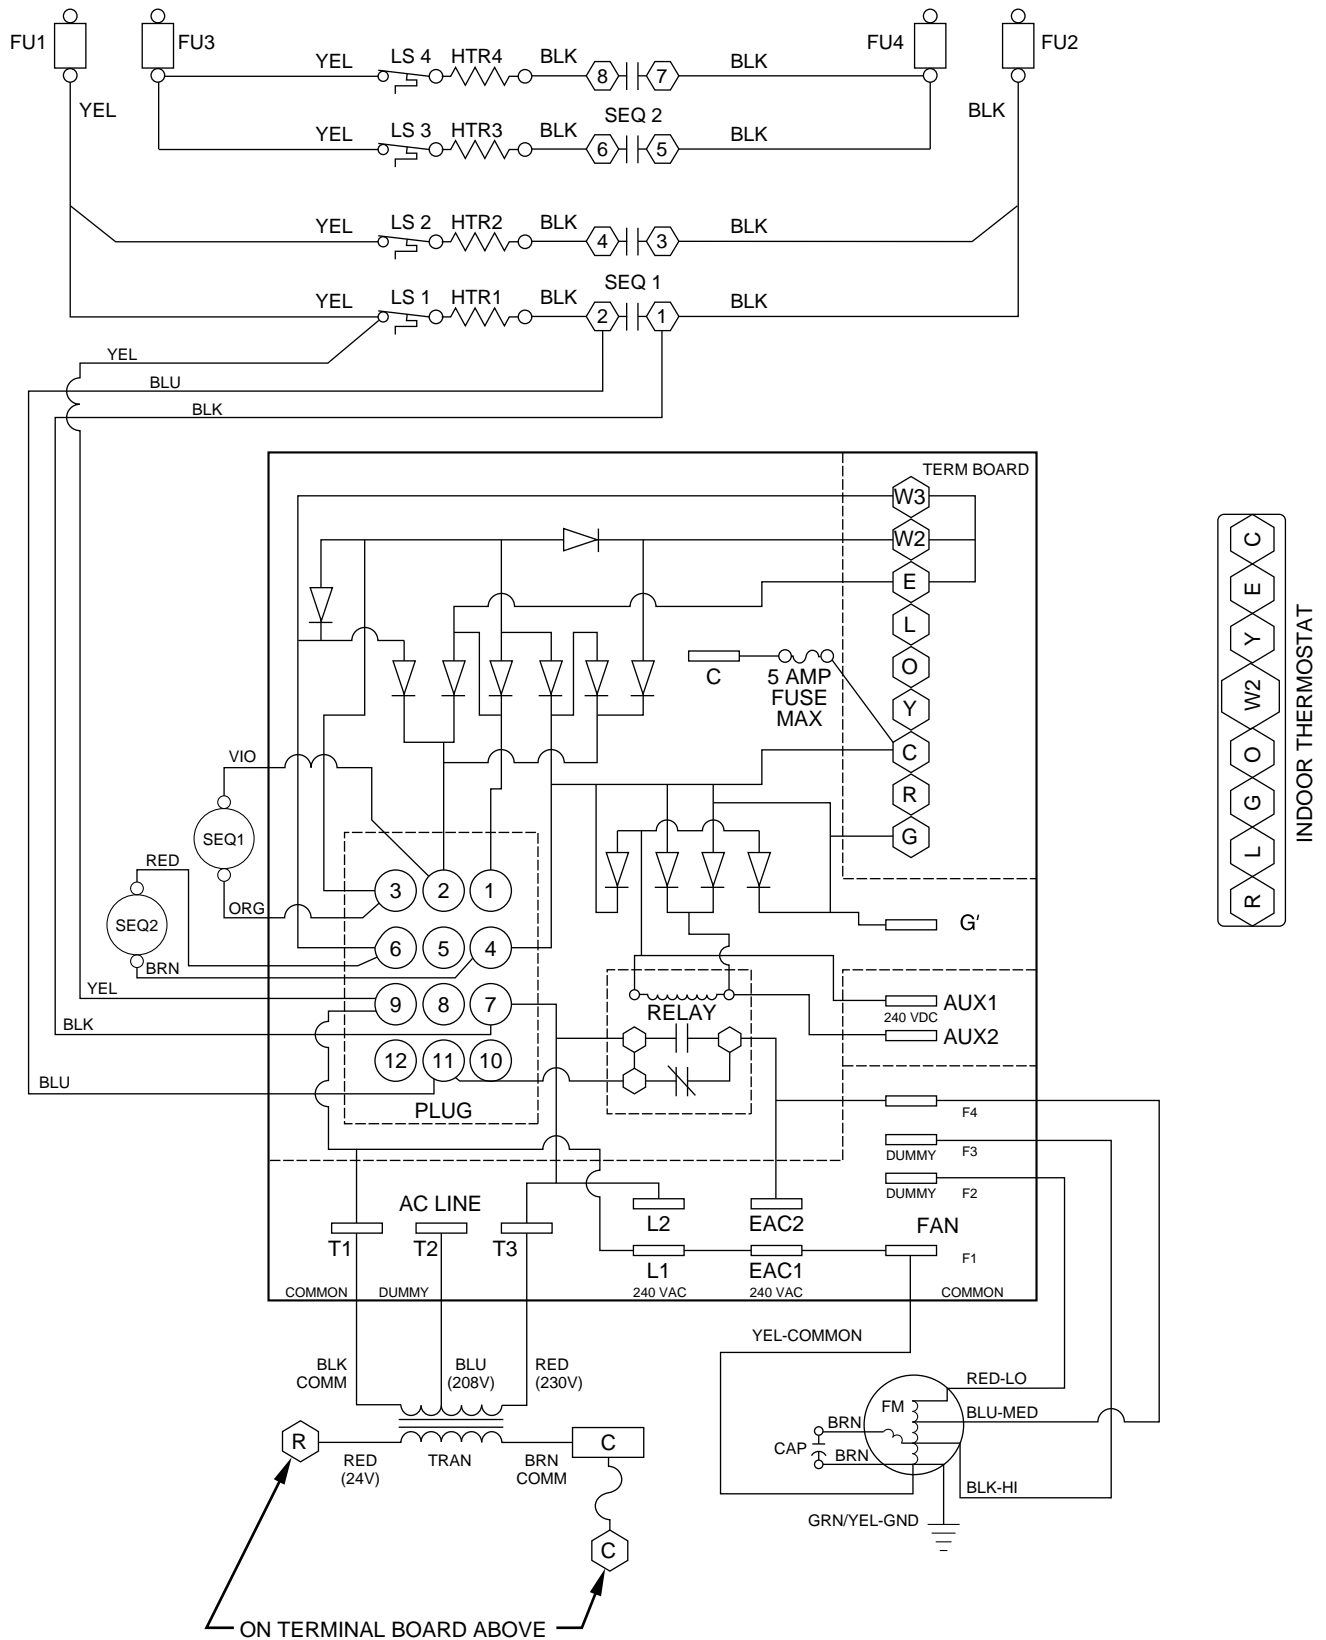 FU1
FU3
YEL
LS 4
HTR4
BLK
8
7
BLK
FU4
FU2
YEL
SEQ 2
BLK
YEL
LS 3
HTR3
BLK
6
5
BLK
YEL
LS 2
HTR2
BLK
4
3
BLK
SEQ 1
YEL
LS 1
HTR1
BLK
2
1
BLK
YEL
BLU
BLK
TERM BOARD
W3
W2
E
L
O
Y
C
R
G
C
5 AMP
FUSE
MAX
VIO
SEQ1
RED
ORG
SEQ2
BRN
3
2
1
6
5
4
9
8
7
12
11
10
PLUG
YEL
BLK
BLU
G'
RELAY
AUX1
240 VDC
AUX2
F4
DUMMY
F3
DUMMY
F2
FAN
F1
COMMON
AC LINE
T1
T2
T3
COMMON
DUMMY
L2
EAC2
L1
EAC1
240 VAC
240 VAC
INDOOR THERMOSTAT
R
L
G
O
W2
Y
E
C
YEL-COMMON
BLK
COMM
BLU
(208V)
RED
(230V)
R
RED
(24V)
TRAN
BRN
COMM
C
C
RED-LO
FM
BLU-MED
BRN
CAP
BRN
BLK-HI
GRN/YEL-GND
ON TERMINAL BOARD ABOVE